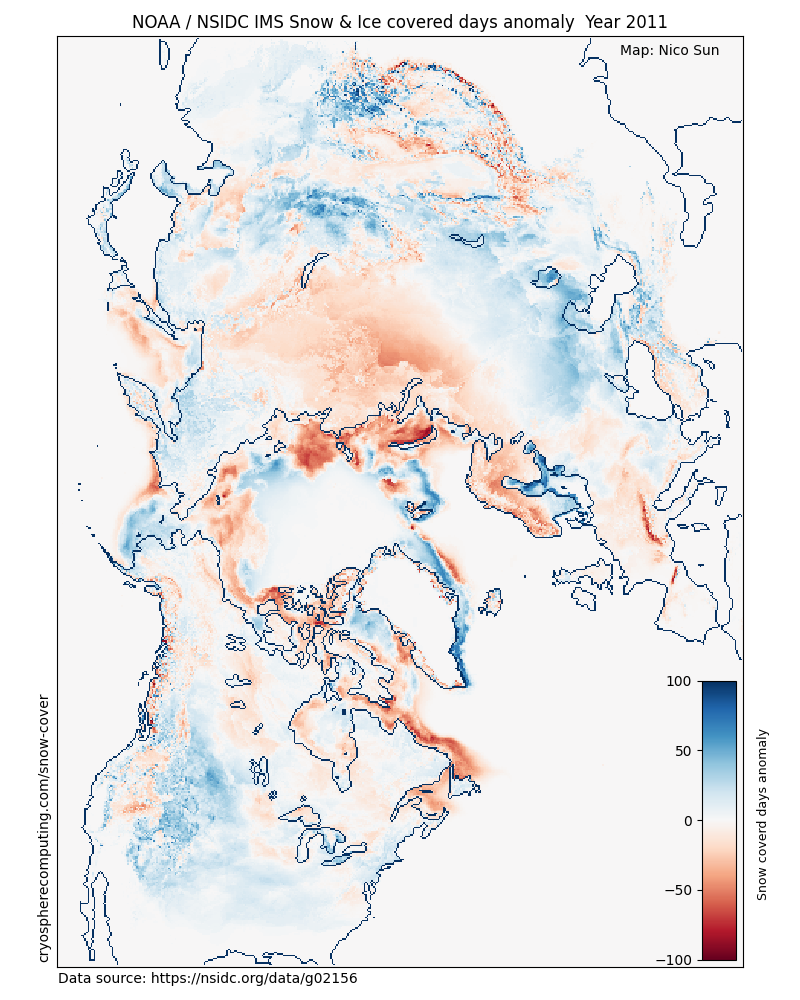 NOAA / NSIDC IMS Snow & Ice covered days anomaly  Year 2011
Map: Nico Sun
cryospherecomputing.com/snow-cover
100
50
0
−50
−100
Snow coverd days anomaly
Data source: https://nsidc.org/data/g02156